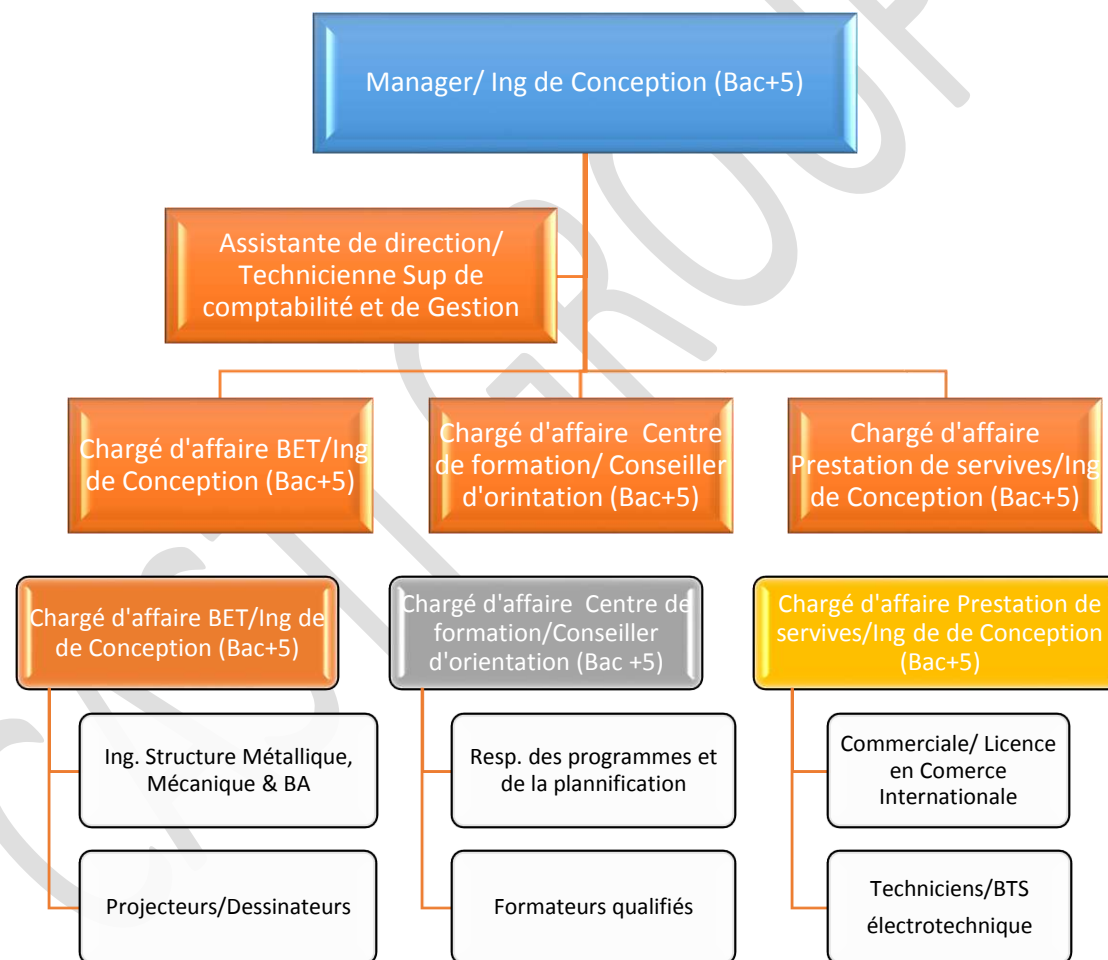 Manager/ Ing de Conception (Bac+5)
Assistante de direction/
Technicienne Sup de
comptabilité et de Gestion
Chargé d'affaire BET/Ing
de Conception (Bac+5)
Chargé d'affaire  Centre
de formation/ Conseiller
d'orintation (Bac+5)
Chargé d'affaire
Prestation de servives/Ing
de Conception (Bac+5)
Chargé d'affaire BET/Ing de
de Conception (Bac+5)
Chargé d'affaire  Centre de
formation/Conseiller
d'orientation (Bac +5)
Chargé d'affaire Prestation de
servives/Ing de de Conception
(Bac+5)
Ing. Structure Métallique,
Mécanique & BA
Resp. des programmes et
de la plannification
Commerciale/ Licence
en Comerce
Internationale
Projecteurs/Dessinateurs
Formateurs qualifiés
Techniciens/BTS
électrotechnique